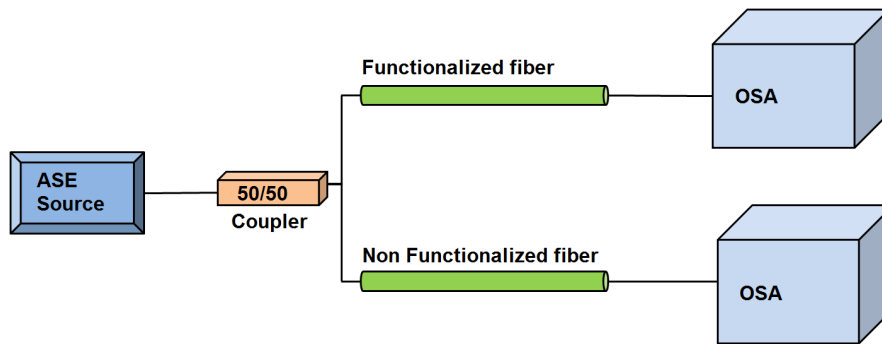 Functionalized fiber
OSA
ASE
Source
50/50
Coupler
Non Functionalized fiber
OSA